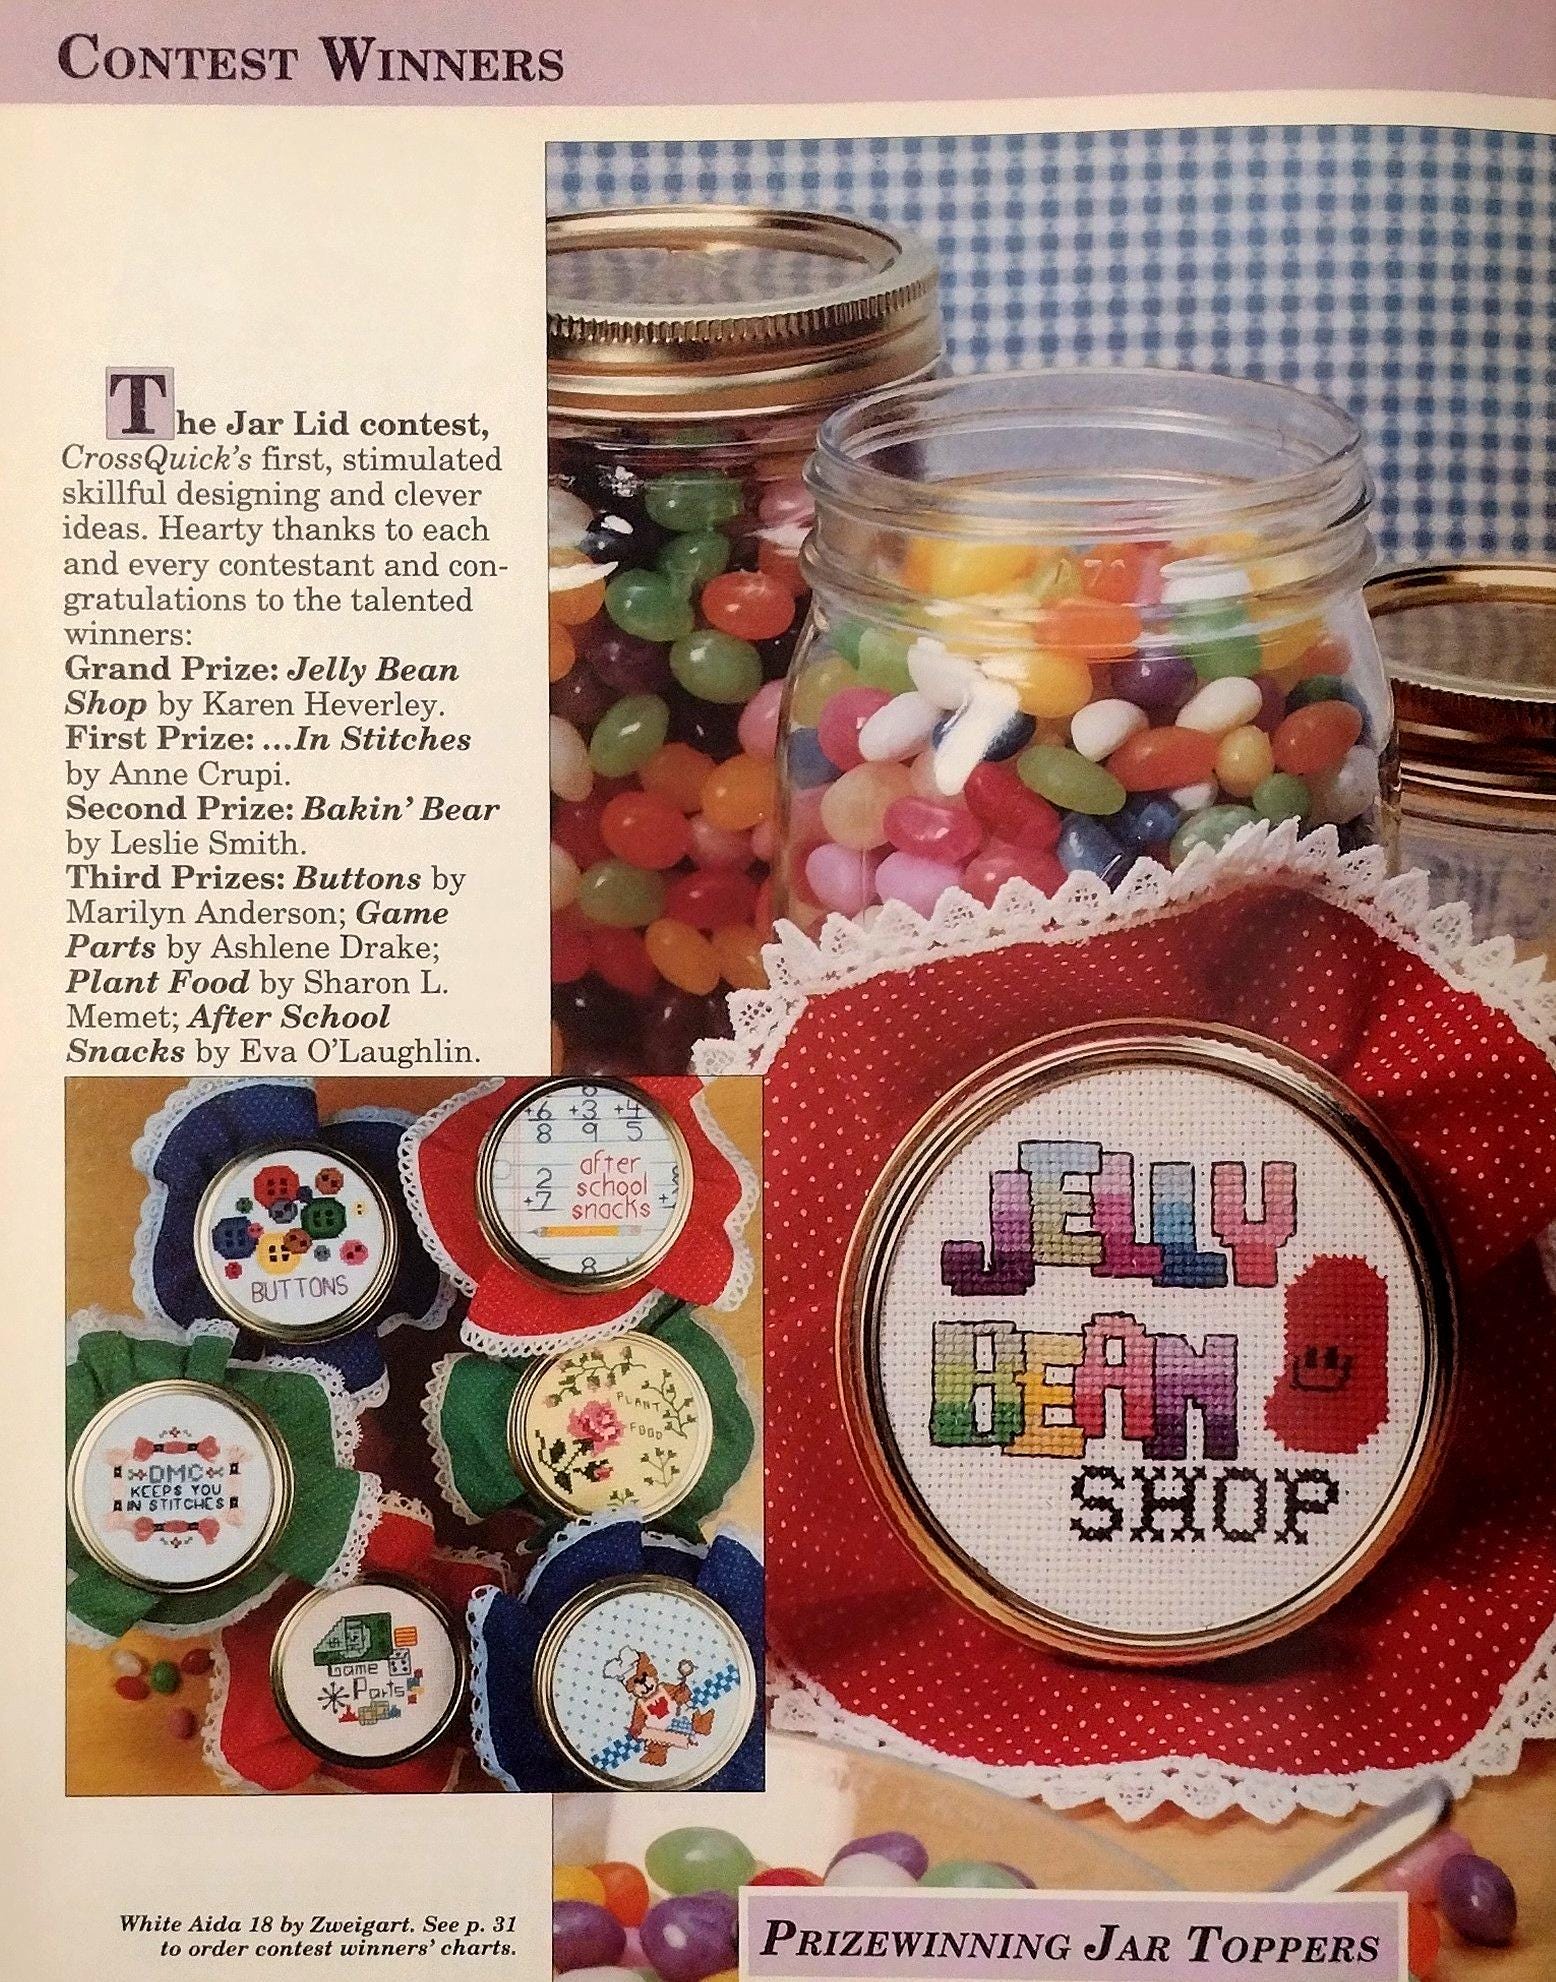 CONTEST WINNERS
The Jar Lid contest,
CrossQuick's first, stimulated
skillful designing and clever
ideas. Hearty thanks to each
and every contestant and con-
gratulations to the talented
winners:
Grand Prize: Jelly Bean
Shop by Karen Heverley.
First Prize: ...In Stitches
by Anne Crupi.
Second Prize: Bakin' Bear
by Leslie Smith.
Third Prizes: Buttons by
Marilyn Anderson; Game
Parts by Ashlene Drake;
Plant Food by Sharon L.
Memet; After School
Snacks by Eva O'Laughlin.
+6 +3 +4
8 9 5
after
2 school
+7 snacks
8
BUTTONS
PLANT
FOOD
DMC
KEEPS YOU
IN STITCHES
Game
Parts
JELLY
BEAN
SHOP
White Aida 18 by Zweigart. See p. 31
to order contest winners' charts.
PRIZEWINNING JAR TOPPERS